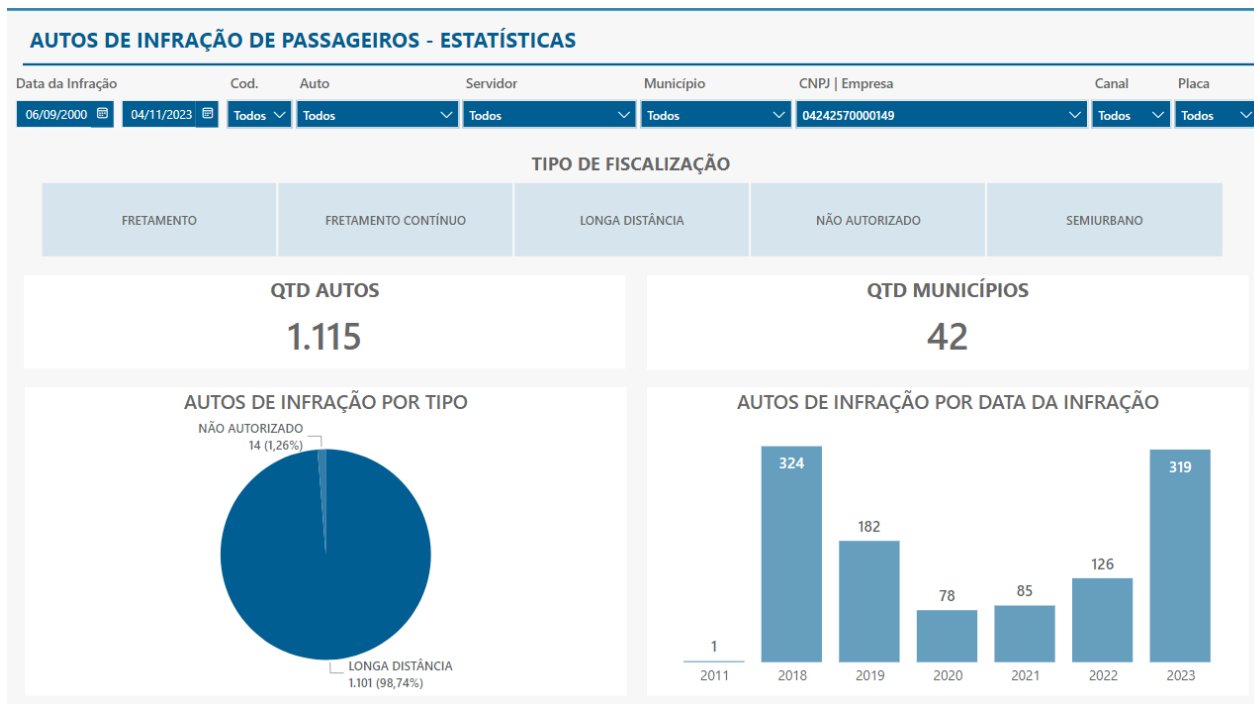 AUTOS DE INFRAÇÃO DE PASSAGEIROS - ESTATÍSTICAS
Data da Infração Cod. Auto Servidor Município CNPJ | Empresa Canal Placa
06/09/2000 04/11/2023 Todos Todos Todos Todos 04242570000149 Todos Todos
TIPO DE FISCALIZAÇÃO
FRETAMENTO FRETAMENTO CONTÍNUO LONGA DISTÂNCIA NÃO AUTORIZADO SEMIURBANO
QTD AUTOS
1.115
QTD MUNICÍPIOS
42
AUTOS DE INFRAÇÃO POR TIPO
NÃO AUTORIZADO
14 (1,26%)
LONGA DISTÂNCIA
1.101 (98,74%)
AUTOS DE INFRAÇÃO POR DATA DA INFRAÇÃO
1 324 182 78 85 126 319
2011 2018 2019 2020 2021 2022 2023